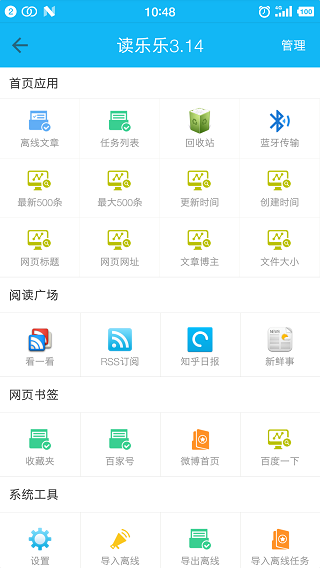 2 N 10:48 4G 100
读乐乐3.14 管理
首页应用
离线文章 任务列表 回收站 蓝牙传输
最新500条 最大500条 更新时间 创建时间
网页标题 网页网址 文章博主 文件大小
阅读广场
NEWS
看一看 RSS订阅 知乎日报 新鲜事
网页书签
收藏夹 百家号 微博首页 百度一下
系统工具
设置 导入离线 导出离线 导入离线任务